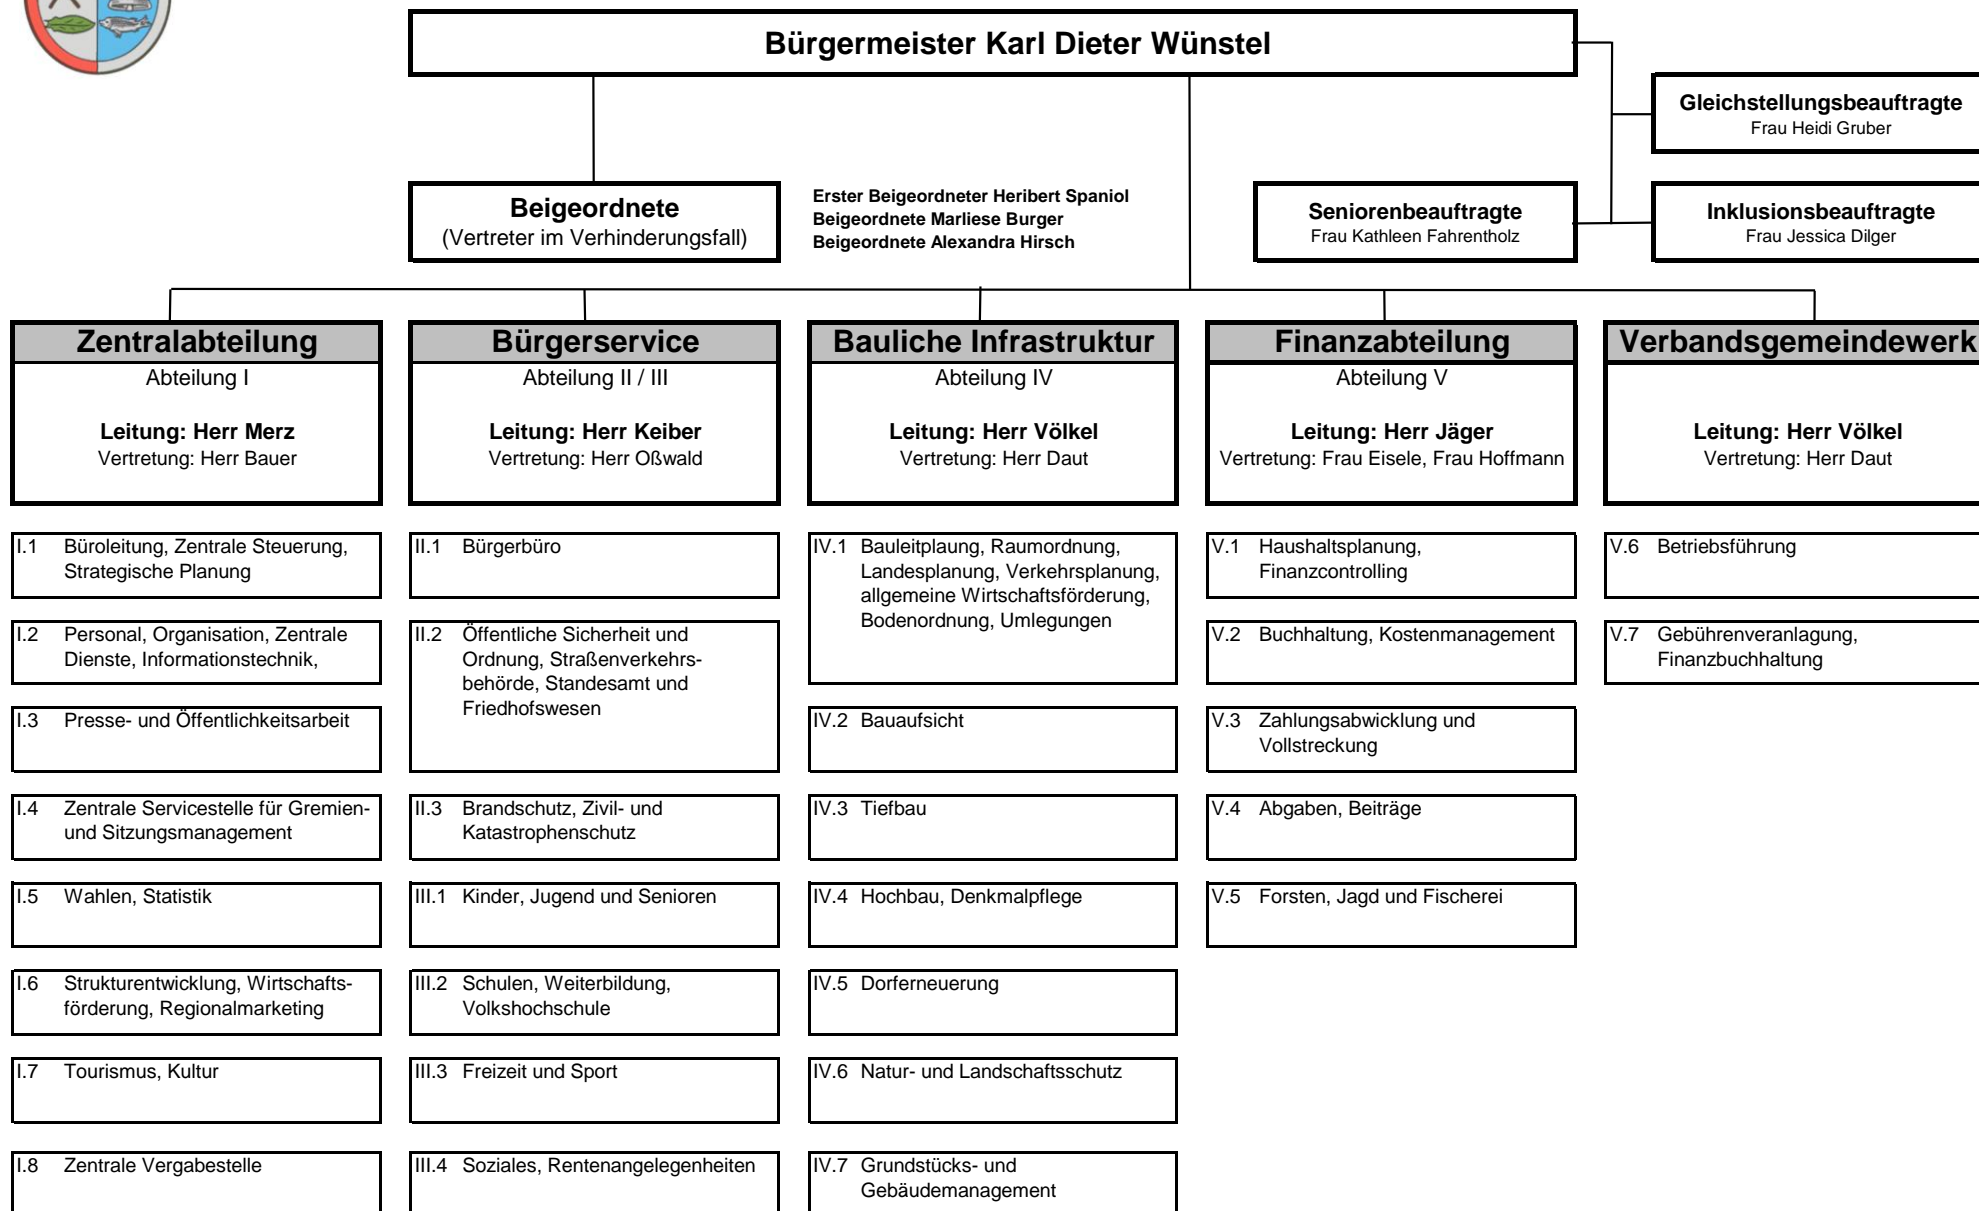 Bürgermeister Karl Dieter Wünstel
Gleichstellungsbeauftragte
Frau Heidi Gruber
Beigeordnete
(Vertreter im Verhinderungsfall)
Erster Beigeordneter Heribert Spaniol
Beigeordnete Marliese Burger
Beigeordnete Alexandra Hirsch
Seniorenbeauftragte
Frau Kathleen Fahrentholz
Inklusionsbeauftragte
Frau Jessica Dilger
Zentralabteilung
Abteilung I
Leitung: Herr Merz
Vertretung: Herr Bauer
I.1 Büroleitung, Zentrale Steuerung,
Strategische Planung
I.2 Personal, Organisation, Zentrale
Dienste, Informationstechnik,
I.3 Presse- und Öffentlichkeitsarbeit
I.4 Zentrale Servicestelle für Gremien-
und Sitzungsmanagement
I.5 Wahlen, Statistik
I.6 Strukturentwicklung, Wirtschafts-
förderung, Regionalmarketing
I.7 Tourismus, Kultur
I.8 Zentrale Vergabestelle
Bürgerservice
Abteilung II / III
Leitung: Herr Keiber
Vertretung: Herr Oßwald
II.1 Bürgerbüro
II.2 Öffentliche Sicherheit und
Ordnung, Straßenverkehrs-
behörde, Standesamt und
Friedhofswesen
II.3 Brandschutz, Zivil- und
Katastrophenschutz
III.1 Kinder, Jugend und Senioren
III.2 Schulen, Weiterbildung,
Volkshochschule
III.3 Freizeit und Sport
III.4 Soziales, Rentenangelegenheiten
Bauliche Infrastruktur
Abteilung IV
Leitung: Herr Völkel
Vertretung: Herr Daut
IV.1 Bauleitplaung, Raumordnung,
Landesplanung, Verkehrsplanung,
allgemeine Wirtschaftsförderung,
Bodenordnung, Umlegungen
IV.2 Bauaufsicht
IV.3 Tiefbau
IV.4 Hochbau, Denkmalpflege
IV.5 Dorferneuerung
IV.6 Natur- und Landschaftsschutz
IV.7 Grundstücks- und
Gebäudemanagement
Finanzabteilung
Abteilung V
Leitung: Herr Jäger
Vertretung: Frau Eisele, Frau Hoffmann
V.1 Haushaltsplanung,
Finanzcontrolling
V.2 Buchhaltung, Kostenmanagement
V.3 Zahlungsabwicklung und
Vollstreckung
V.4 Abgaben, Beiträge
V.5 Forsten, Jagd und Fischerei
Verbandsgemeindewerk
Leitung: Herr Völkel
Vertretung: Herr Daut
V.6 Betriebsführung
V.7 Gebührenveranlagung,
Finanzbuchhaltung